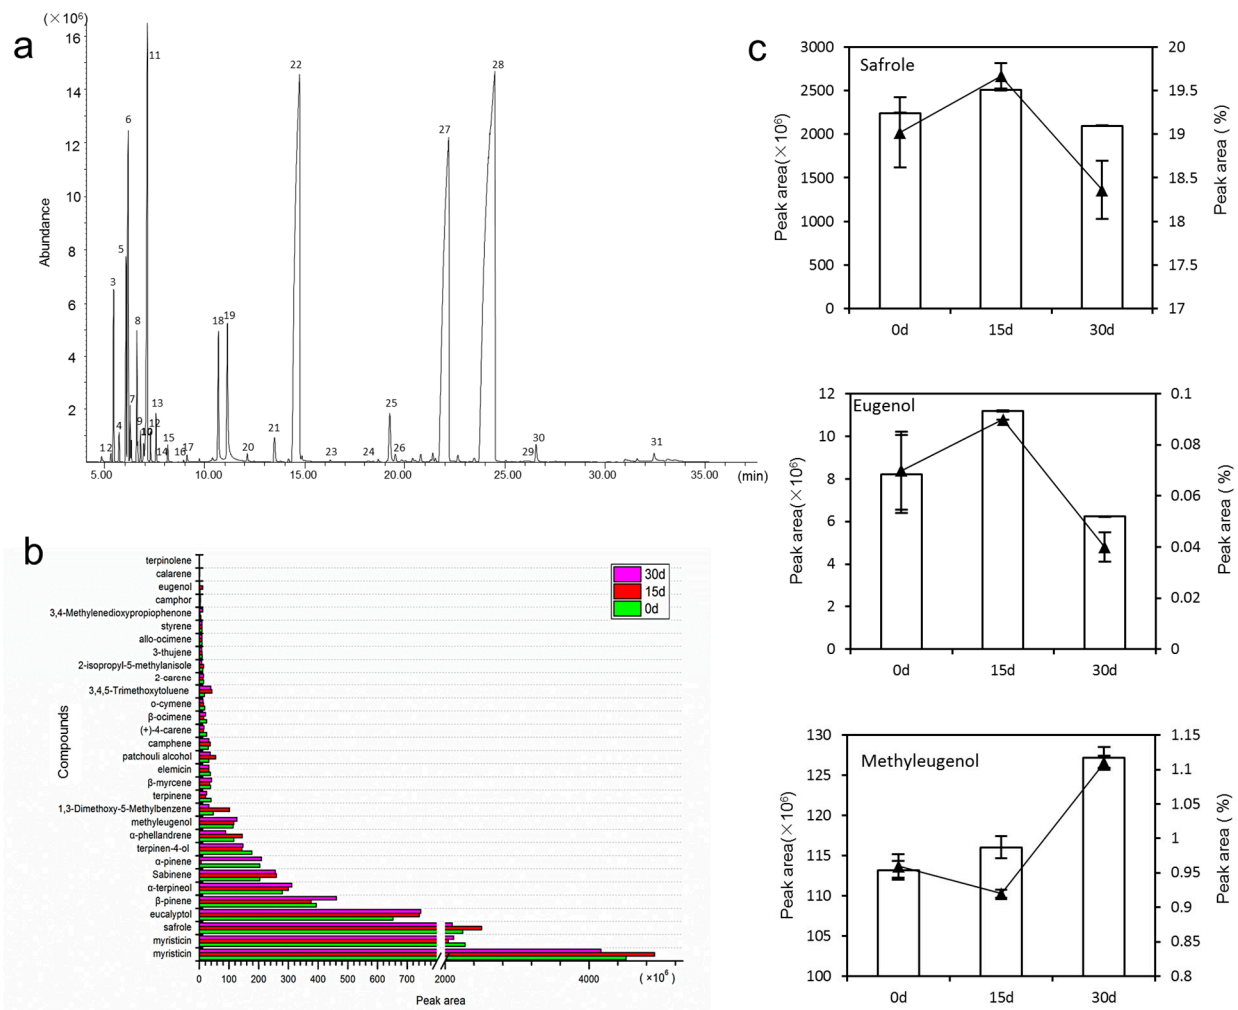 a
(×10⁶)
16
14
12
10
8
6
4
2
Abundance
1 2
3
4
5
6
7
8
9
10
11
12
13
14
15
16
17
18
19
20
21
22
23
24
25
26
27
28
29
30
31
5.00
10.00
15.00
20.00
25.00
30.00
35.00
(min)
b
Compounds
terpinolene
calarene
eugenol
camphor
3,4-Methylenedioxypropiophenone
styrene
allo-ocimene
3-thujene
2-isopropyl-5-methylanisole
2-carene
3,4,5-Trimethoxytoluene
o-cymene
β-ocimene
(+)-4-carene
camphene
patchouli alcohol
elemicin
β-myrcene
terpinene
1,3-Dimethoxy-5-Methylbenzene
methyleugenol
α-phellandrene
terpinen-4-ol
α-pinene
Sabinene
α-terpineol
β-pinene
eucalyptol
safrole
myristicin
myristicin
30d
15d
0d
0 100 200 300 400 500 600 700 2000 4000 (×10⁶)
Peak area
c
Safrole
3000
2500
2000
1500
1000
500
0
Peak area(×10⁶)
20
19.5
19
18.5
18
17.5
17
Peak area ( %)
0d 15d 30d
Eugenol
12
10
8
6
4
2
0
Peak area(×10⁶)
0.1
0.08
0.06
0.04
0.02
0
Peak area ( %)
0d 15d 30d
Methyleugenol
130
125
120
115
110
105
100
Peak area(×10⁶)
1.15
1.1
1.05
1
0.95
0.9
0.85
0.8
Peak area ( %)
0d 15d 30d